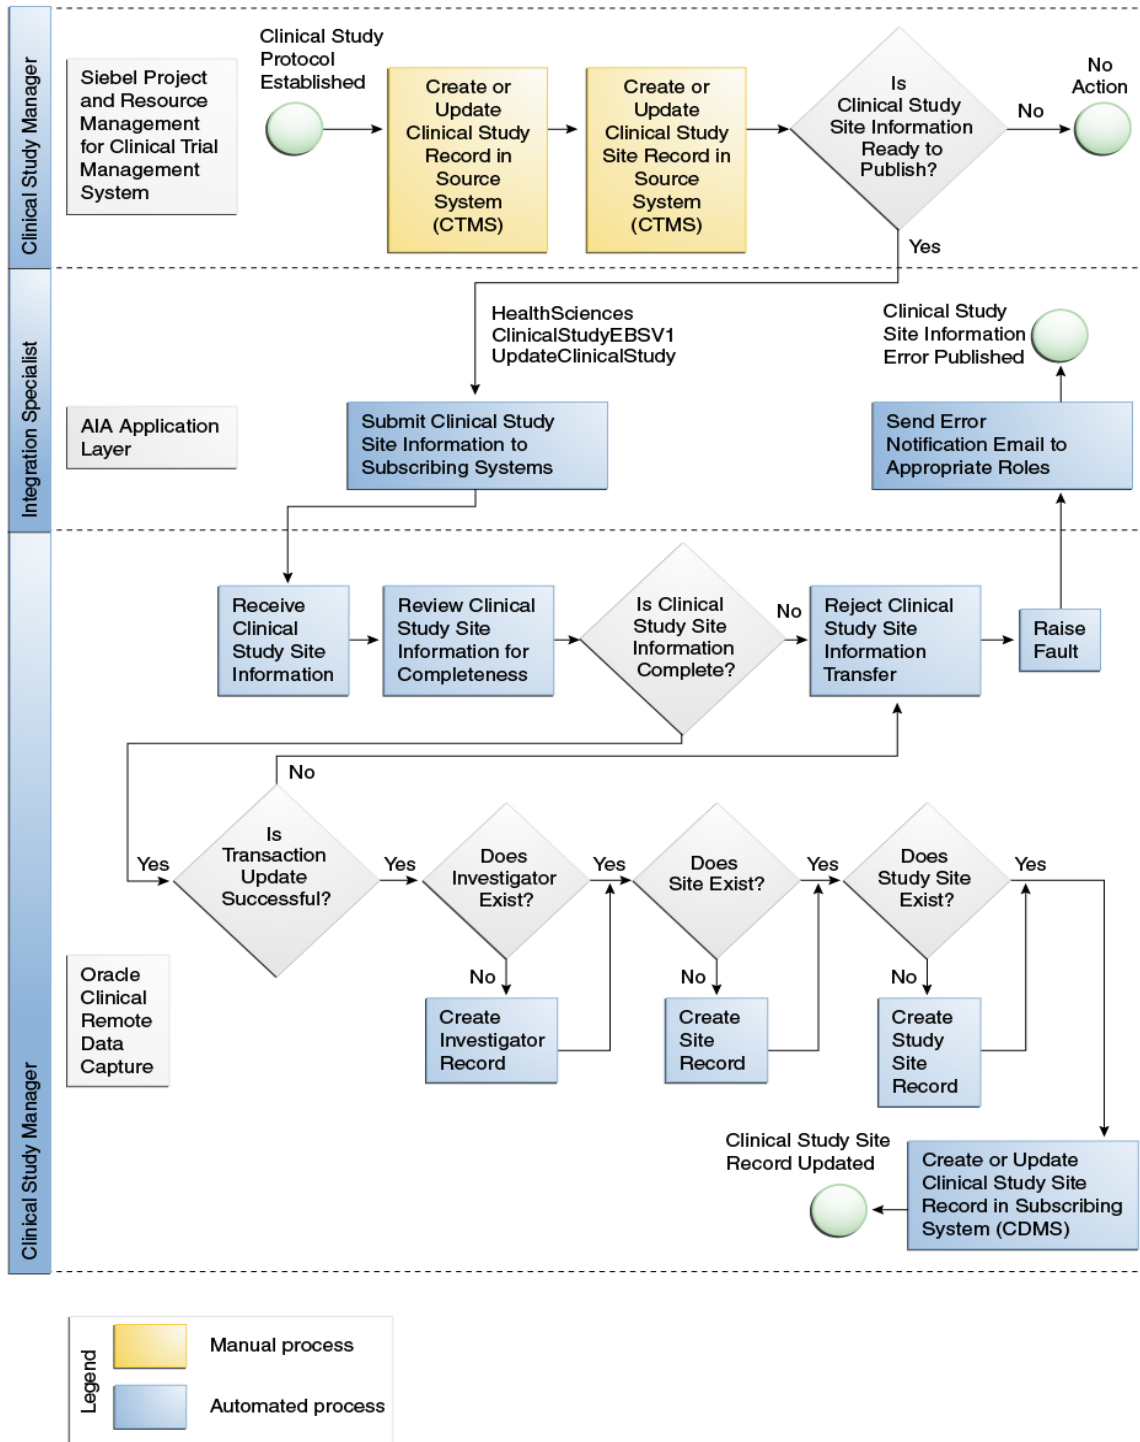 Clinical Study Manager
Siebel Project
and Resource
Management
for Clinical Trial
Management
System
Clinical Study
Protocol
Established
Create or
Update
Clinical Study
Record in
Source
System
(CTMS)
Create or
Update
Clinical Study
Site Record in
Source
System
(CTMS)
Is
Clinical Study
Site Information
Ready to
Publish?
No
No
Action
Yes
Integration Specialist
AIA Application
Layer
HealthSciences
ClinicalStudyEBSV1
UpdateClinicalStudy
Submit Clinical Study
Site Information to
Subscribing Systems
Clinical Study
Site Information
Error Published
Send Error
Notification Email to
Appropriate Roles
Clinical Study Manager
Receive
Clinical
Study Site
Information
Review Clinical
Study Site
Information for
Completeness
Is Clinical
Study Site
Information
Complete?
No
Reject Clinical
Study Site
Information
Transfer
Raise
Fault
No
Yes
Is
Transaction
Update
Successful?
Yes
Does
Investigator
Exist?
Yes
Does
Site Exist?
Yes
Does
Study Site
Exist?
Yes
Oracle
Clinical
Remote
Data
Capture
No
Create
Investigator
Record
No
Create
Site
Record
No
Create
Study
Site
Record
Clinical Study Site
Record Updated
Create or Update
Clinical Study Site
Record in Subscribing
System (CDMS)
Legend
Manual process
Automated process